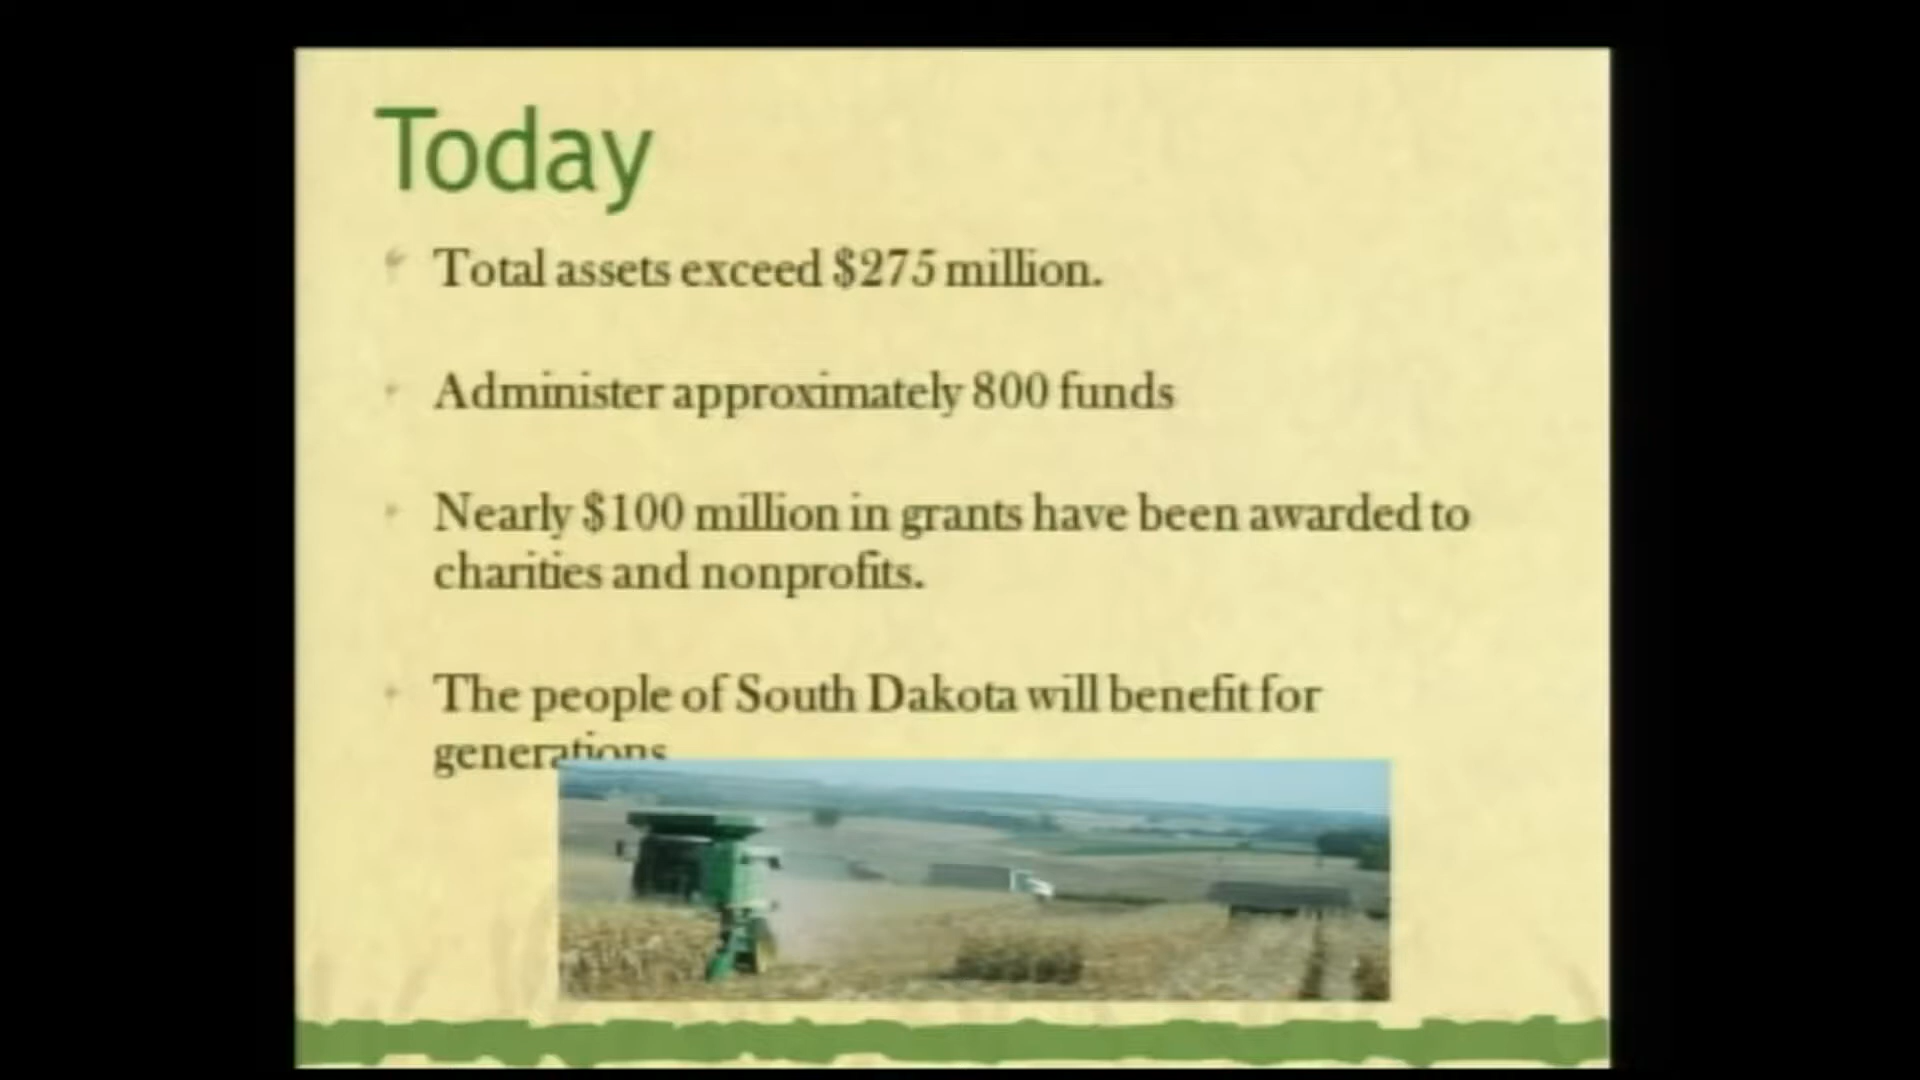 Today
Total assets exceed $275 million.
Administer approximately 800 funds
Nearly $100 million in grants have been awarded to
charities and nonprofits.
The people of South Dakota will benefit for
generations